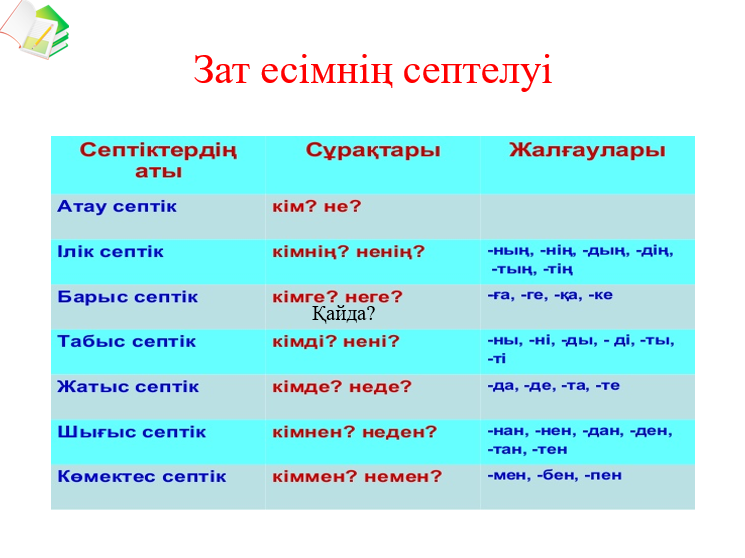 Зат есімнің септелуі
Септіктердің
аты
Сұрақтары
Жалғаулары
Атау септік
кім? не?
Ілік септік
кімнің? ненің?
-ның, -нің, -дың, -дің,
-тың, -тің
Барыс септік
кімге? неге?
Қайда?
-ға, -ге, -қа, -ке
Табыс септік
кімді? нені?
-ны, -ні, -ды, - ді, -ты,
-ті
Жатыс септік
кімде? неде?
-да, -де, -та, -те
Шығыс септік
кімнен? неден?
-нан, -нен, -дан, -ден,
-тан, -тен
Көмектес септік
кіммен? немен?
-мен, -бен, -пен